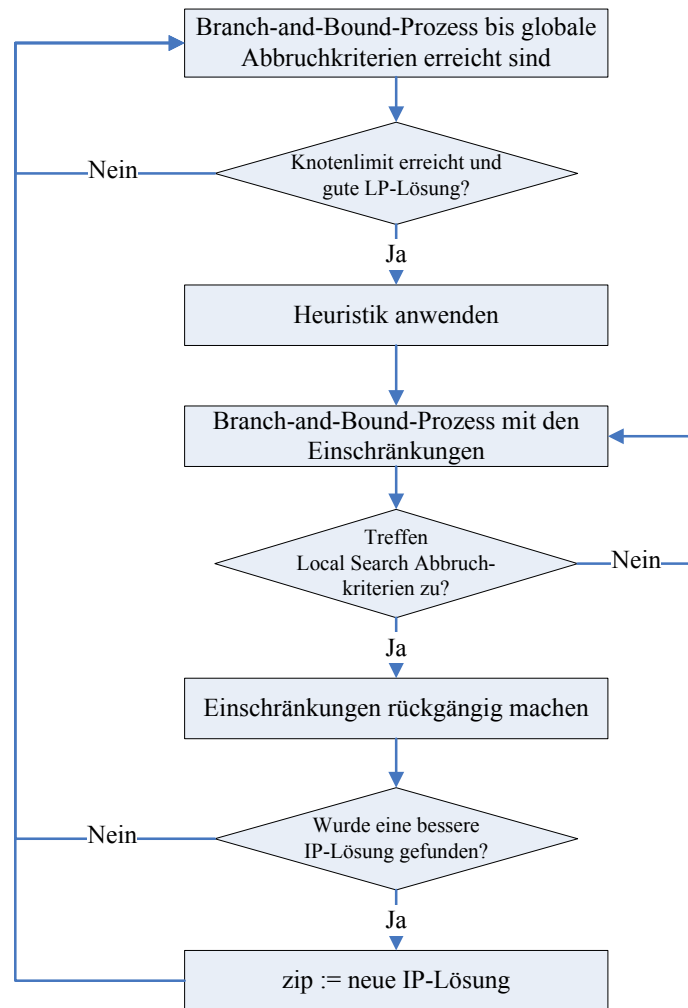 Branch-and-Bound-Prozess bis globale
Abbruchkriterien erreicht sind
Nein
Knotenlimit erreicht und
gute LP-Lösung?
Ja
Heuristik anwenden
Branch-and-Bound-Prozess mit den
Einschränkungen
Treffen
Local Search Abbruch-
kriterien zu?
Nein
Ja
Einschränkungen rückgängig machen
Nein
Wurde eine bessere
IP-Lösung gefunden?
Ja
zip := neue IP-Lösung